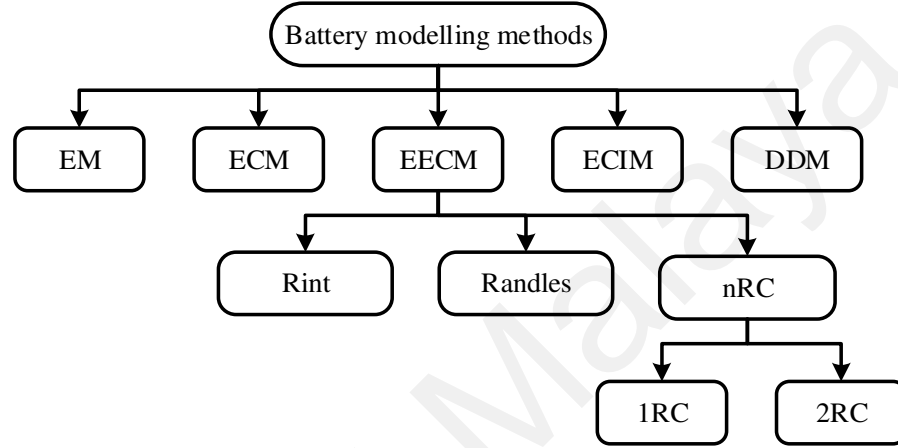 Battery modelling methods
EM
ECM
EECM
ECIM
DDM
Rint
Randles
nRC
1RC
2RC
Malaya